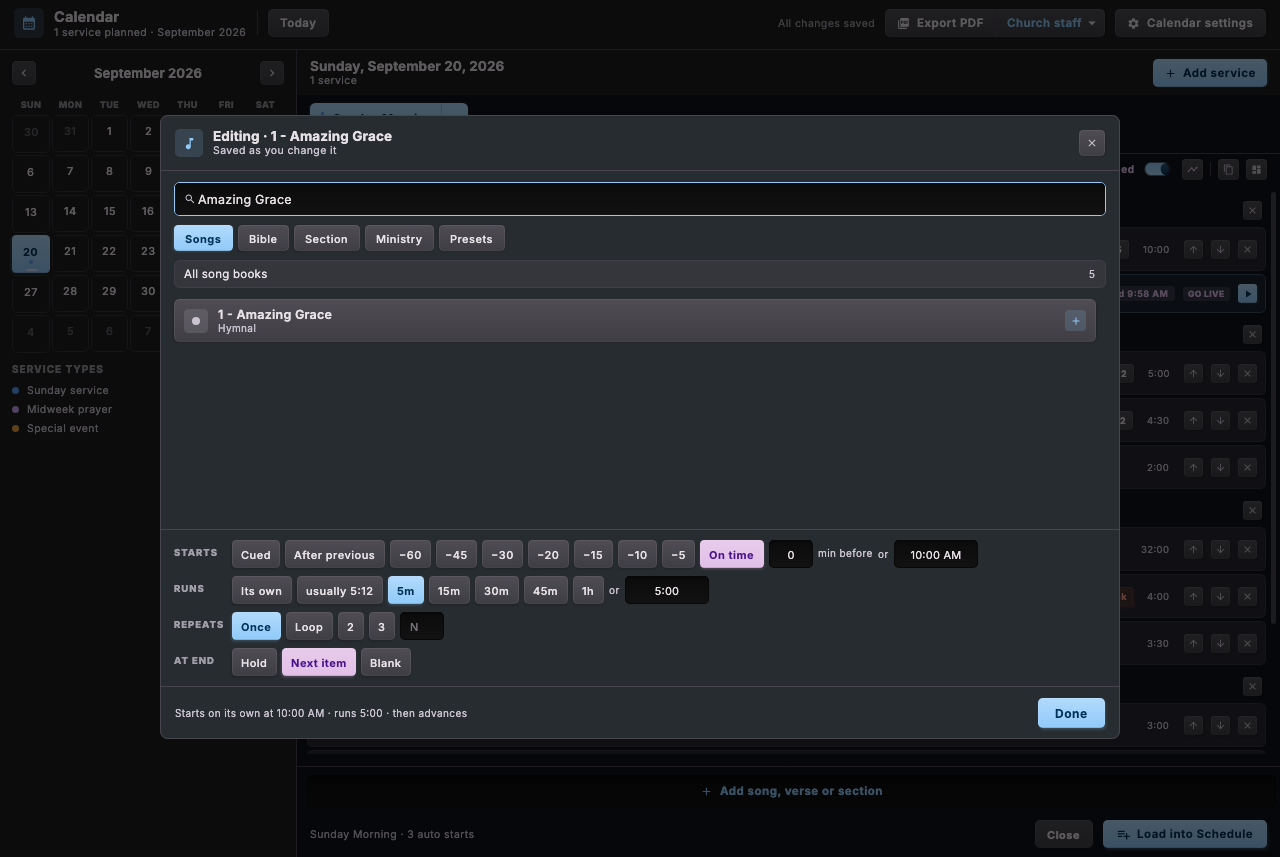 Calendar
1 service planned · September 2026
Today
All changes saved
Export PDF
Church staff
Calendar settings
September 2026
SUN MON TUE WED THU FRI SAT
30 31 1 2
6 7 8 9
13 14 15 16
20 21 22 23
27 28 29 30
4 5 6 7
SERVICE TYPES
Sunday service
Midweek prayer
Special event
Sunday, September 20, 2026
1 service
+ Add service
Editing · 1 - Amazing Grace
Saved as you change it
Amazing Grace
Songs Bible Section Ministry Presets
All song books 5
1 - Amazing Grace
Hymnal
STARTS Cued After previous −60 −45 −30 −20 −15 −10 −5 On time 0 min before or 10:00 AM
RUNS Its own usually 5:12 5m 15m 30m 45m 1h or 5:00
REPEATS Once Loop 2 3 N
AT END Hold Next item Blank
Starts on its own at 10:00 AM · runs 5:00 · then advances
Done
ed
10:00
9:58 AM GO LIVE
2 5:00
2 4:30
2:00
32:00
k 4:00
3:30
3:00
+ Add song, verse or section
Sunday Morning · 3 auto starts
Close
Load into Schedule